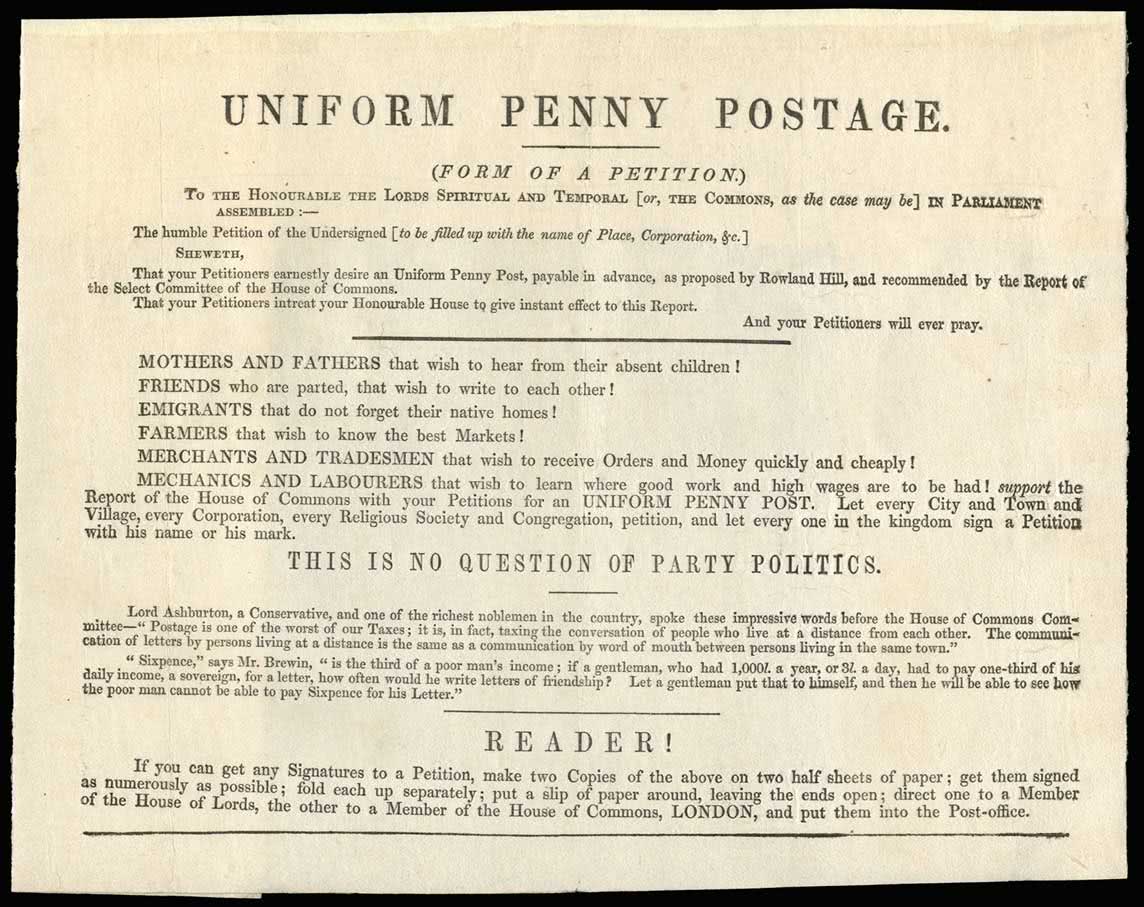 UNIFORM PENNY POSTAGE.
(FORM OF A PETITION.)
To the Honourable the Lords Spiritual and Temporal [or, the Commons, as the case may be] in Parliament
assembled :—
The humble Petition of the Undersigned [to be filled up with the name of Place, Corporation, &c.]
Sheweth,
That your Petitioners earnestly desire an Uniform Penny Post, payable in advance, as proposed by Rowland Hill, and recommended by the Report of
the Select Committee of the House of Commons.
That your Petitioners intreat your Honourable House to give instant effect to this Report.
And your Petitioners will ever pray.
MOTHERS AND FATHERS that wish to hear from their absent children !
FRIENDS who are parted, that wish to write to each other !
EMIGRANTS that do not forget their native homes !
FARMERS that wish to know the best Markets !
MERCHANTS AND TRADESMEN that wish to receive Orders and Money quickly and cheaply !
MECHANICS AND LABOURERS that wish to learn where good work and high wages are to be had ! support the
Report of the House of Commons with your Petitions for an UNIFORM PENNY POST. Let every City and Town and
Village, every Corporation, every Religious Society and Congregation, petition, and let every one in the kingdom sign a Petition
with his name or his mark.
THIS IS NO QUESTION OF PARTY POLITICS.
Lord Ashburton, a Conservative, and one of the richest noblemen in the country, spoke these impressive words before the House of Commons Com-
mittee—" Postage is one of the worst of our Taxes ; it is, in fact, taxing the conversation of people who live at a distance from each other. The communi-
cation of letters by persons living at a distance is the same as a communication by word of mouth between persons living in the same town."
" Sixpence," says Mr. Brewin, " is the third of a poor man's income ; if a gentleman, who had 1,000l. a year, or 3l. a day, had to pay one-third of his
daily income, a sovereign, for a letter, how often would he write letters of friendship ? Let a gentleman put that to himself, and then he will be able to see how
the poor man cannot be able to pay Sixpence for his Letter."
READER !
If you can get any Signatures to a Petition, make two Copies of the above on two half sheets of paper ; get them signed
as numerously as possible ; fold each up separately ; put a slip of paper around, leaving the ends open ; direct one to a Member
of the House of Lords, the other to a Member of the House of Commons, LONDON, and put them into the Post-office.